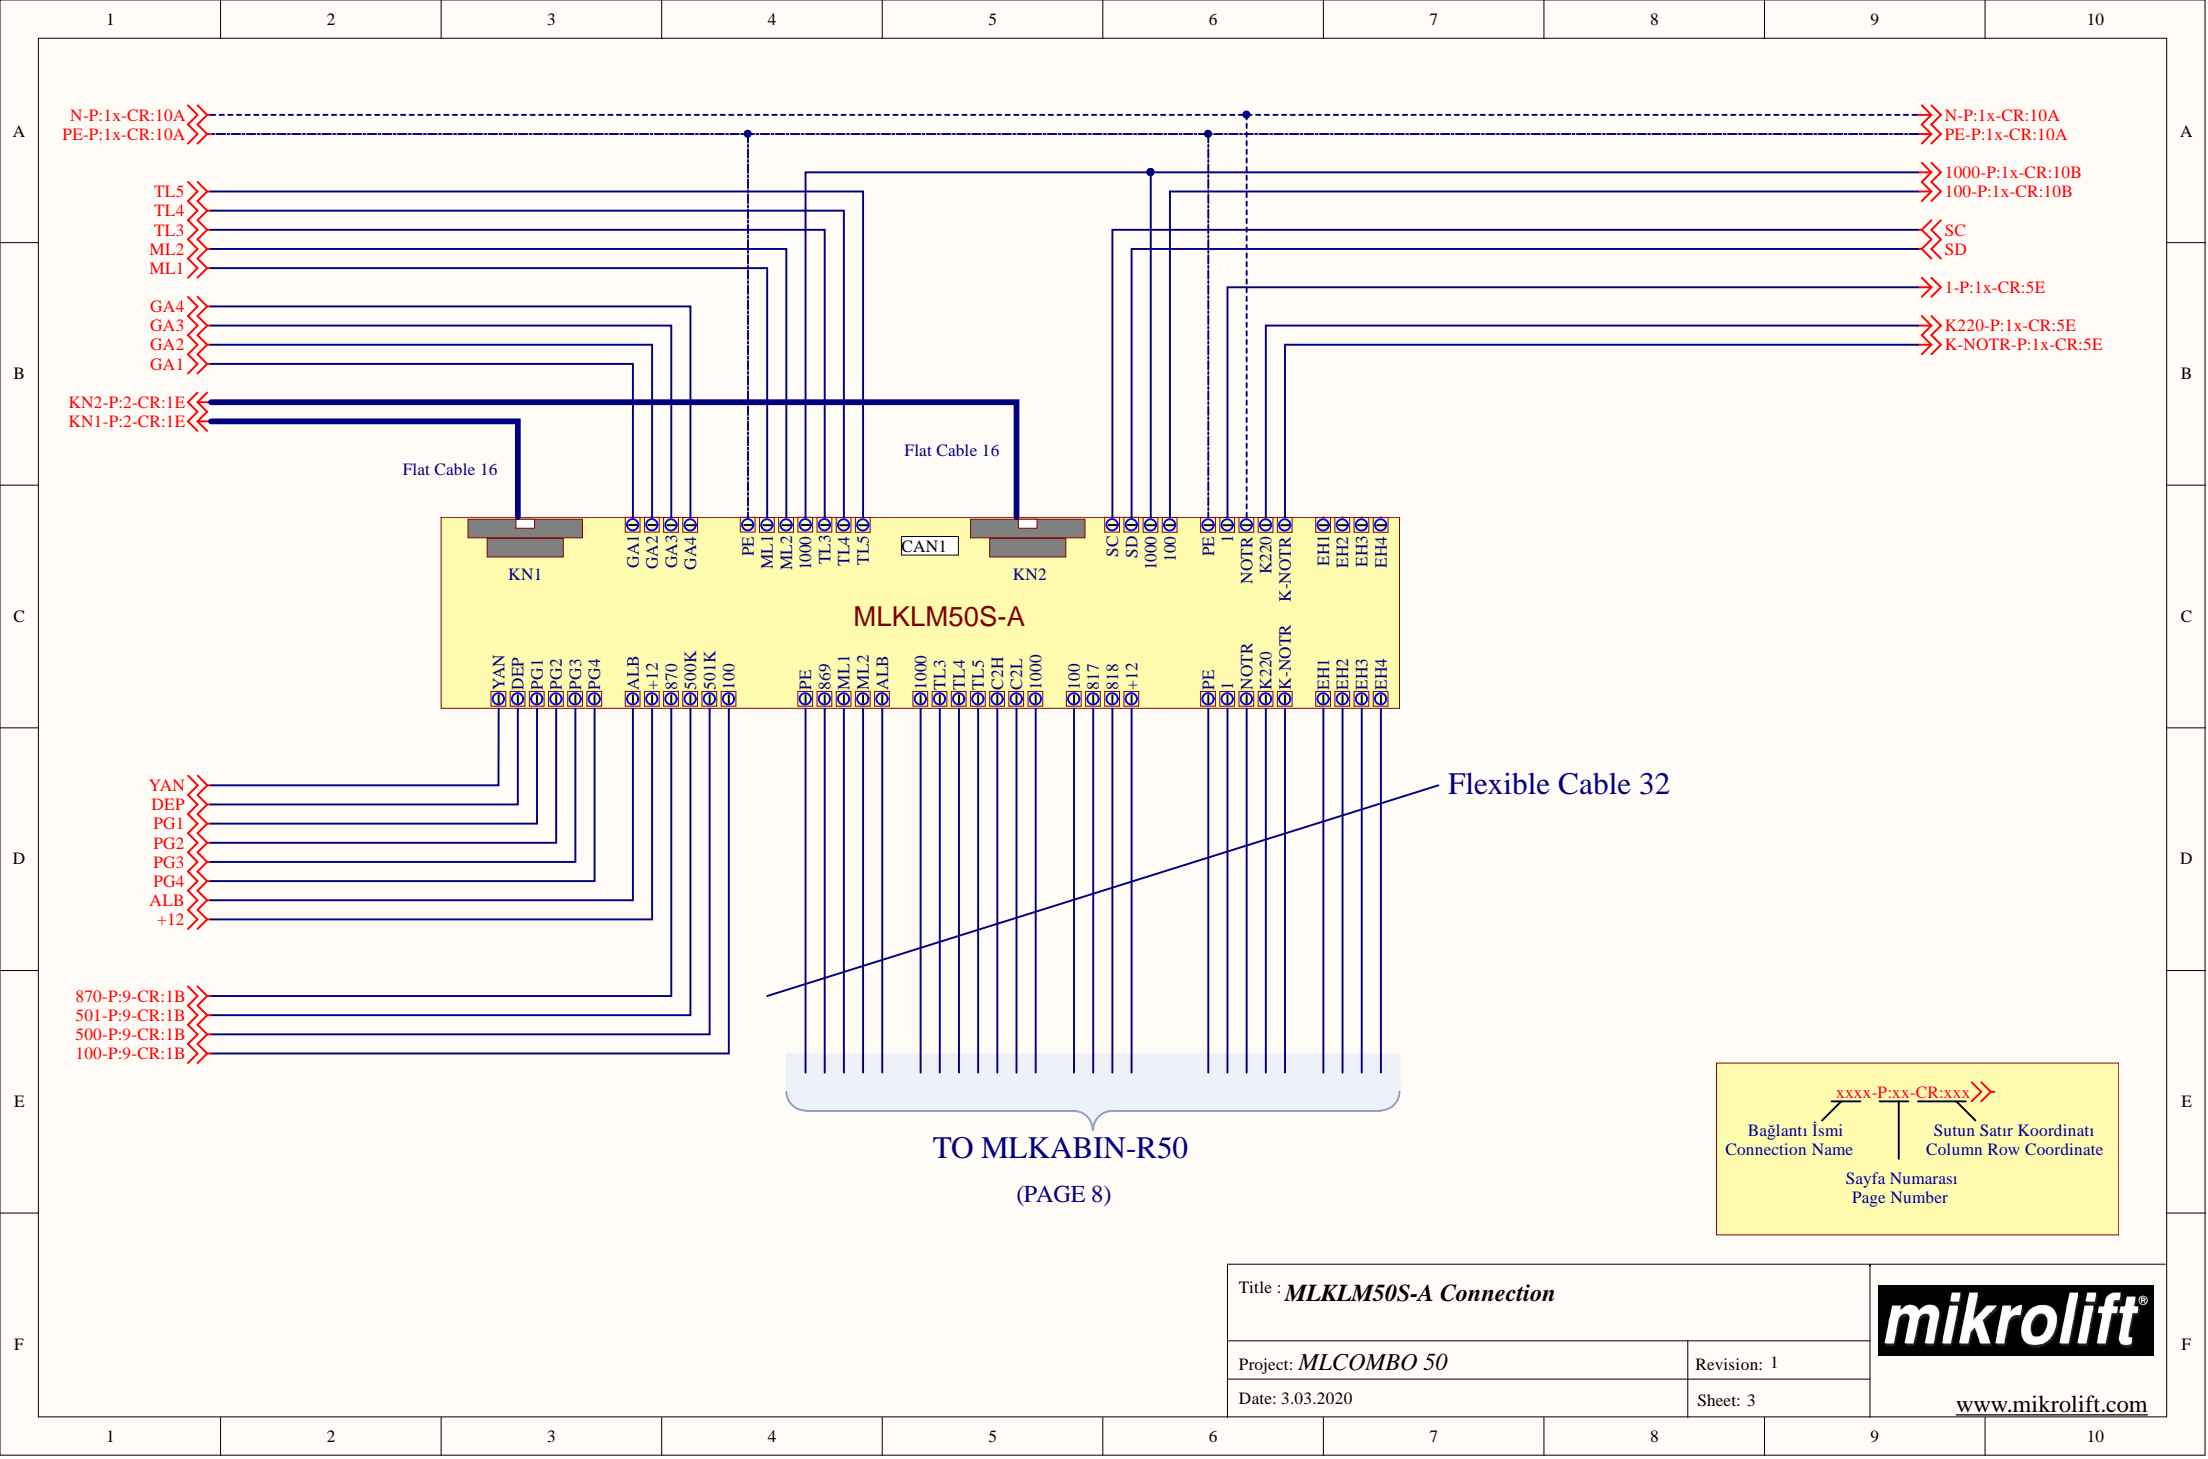 1 2 3 4 5 6 7 8 9 10
A A
B B
C C
D D
E E
F F
N-P:1x-CR:10A
PE-P:1x-CR:10A
TL5
TL4
TL3
ML2
ML1
GA4
GA3
GA2
GA1
KN2-P:2-CR:1E
KN1-P:2-CR:1E
N-P:1x-CR:10A
PE-P:1x-CR:10A
1000-P:1x-CR:10B
100-P:1x-CR:10B
SC
SD
1-P:1x-CR:5E
K220-P:1x-CR:5E
K-NOTR-P:1x-CR:5E
Flat Cable 16
Flat Cable 16
KN1
GA1 GA2 GA3 GA4
PE ML1 ML2 1000 TL3 TL4 TL5
CAN1
KN2
SC SD 1000 100
PE 1 NOTR K220 K-NOTR
EH1 EH2 EH3 EH4
MLKLM50S-A
YAN DEP PG1 PG2 PG3 PG4
ALB +12 870 500K 501K 100
PE 869 ML1 ML2 ALB
1000 TL3 TL4 TL5 C2H C2L 1000
100 817 818 +12
PE 1 NOTR K220 K-NOTR
EH1 EH2 EH3 EH4
YAN
DEP
PG1
PG2
PG3
PG4
ALB
+12
870-P:9-CR:1B
501-P:9-CR:1B
500-P:9-CR:1B
100-P:9-CR:1B
Flexible Cable 32
TO MLKABIN-R50
(PAGE 8)
xxxx-P:xx-CR:xxx
Bağlantı İsmi
Connection Name
Sutun Satır Koordinatı
Column Row Coordinate
Sayfa Numarası
Page Number
Title : MLKLM50S-A Connection
Project: MLCOMBO 50
Revision: 1
Date: 3.03.2020
Sheet: 3
mikrolift®
www.mikrolift.com
1 2 3 4 5 6 7 8 9 10